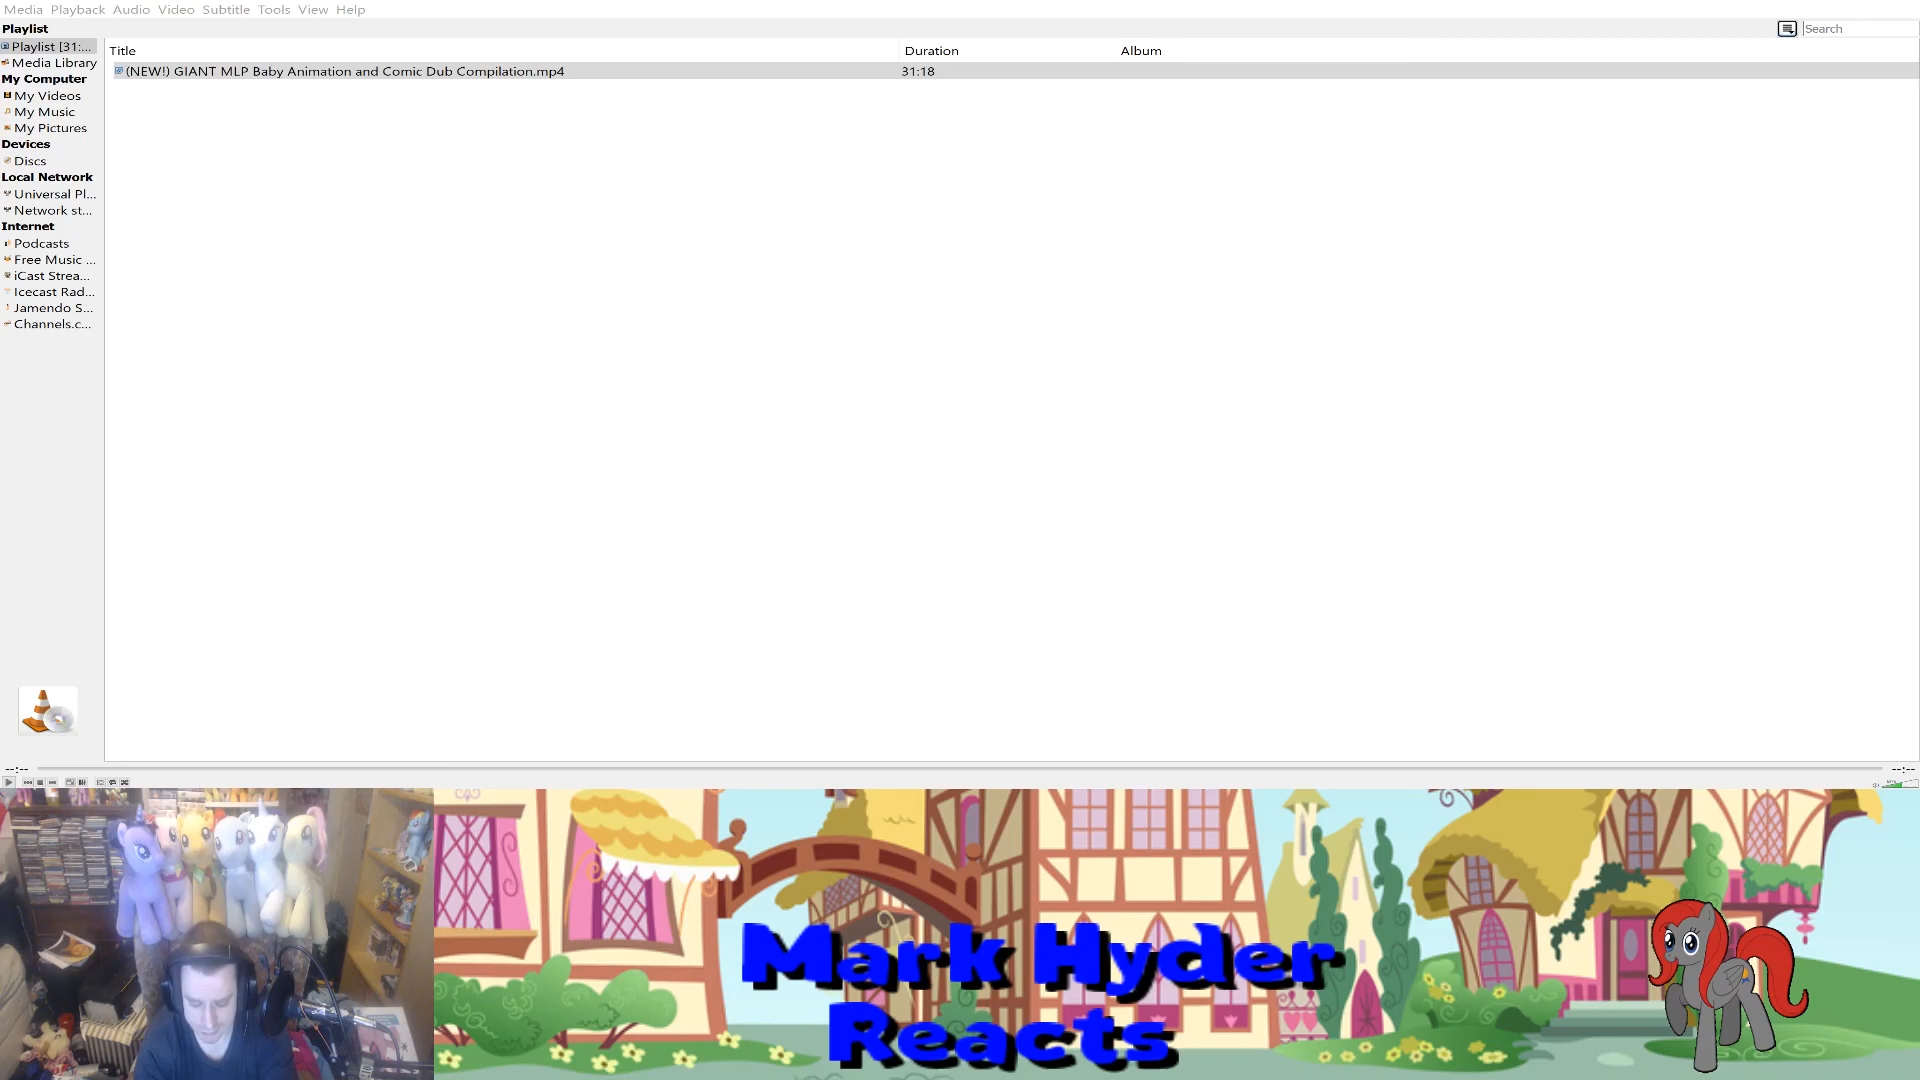 Media Playback Audio Video Subtitle Tools View Help
Playlist
Search
Playlist [31:...
Media Library
My Computer
My Videos
My Music
My Pictures
Devices
Discs
Local Network
Universal Pl...
Network st...
Internet
Podcasts
Free Music ...
iCast Strea...
Icecast Rad...
Jamendo S...
Channels.c...
Title Duration Album
(NEW!) GIANT MLP Baby Animation and Comic Dub Compilation.mp4 31:18
--:-- --:--
Mark Hyder
Reacts